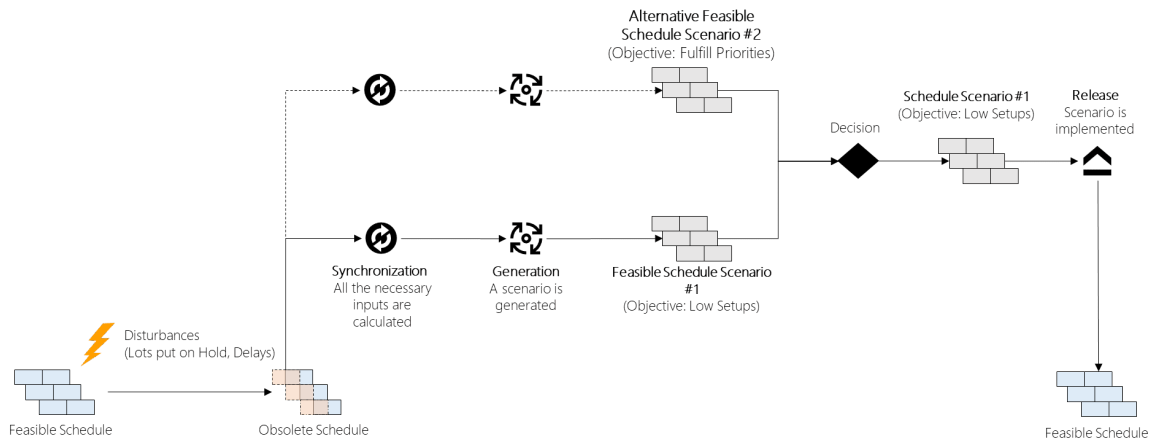 Alternative Feasible
Schedule Scenario #2
(Objective: Fulfill Priorities)
Decision
Schedule Scenario #1
(Objective: Low Setups)
Release
Scenario is
implemented
Synchronization
All the necessary
inputs are
calculated
Generation
A scenario is
generated
Feasible Schedule Scenario
#1
(Objective: Low Setups)
Disturbances
(Lots put on Hold, Delays)
Feasible Schedule
Obsolete Schedule
Feasible Schedule